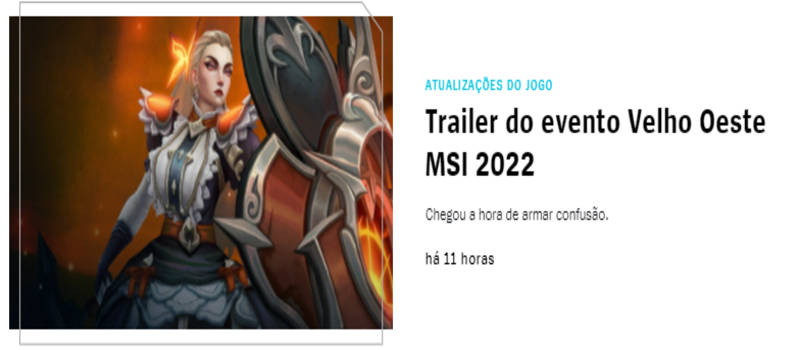 ATUALIZAÇÕES DO JOGO
Trailer do evento Velho Oeste
MSI 2022
Chegou a hora de armar confusão.
há 11 horas